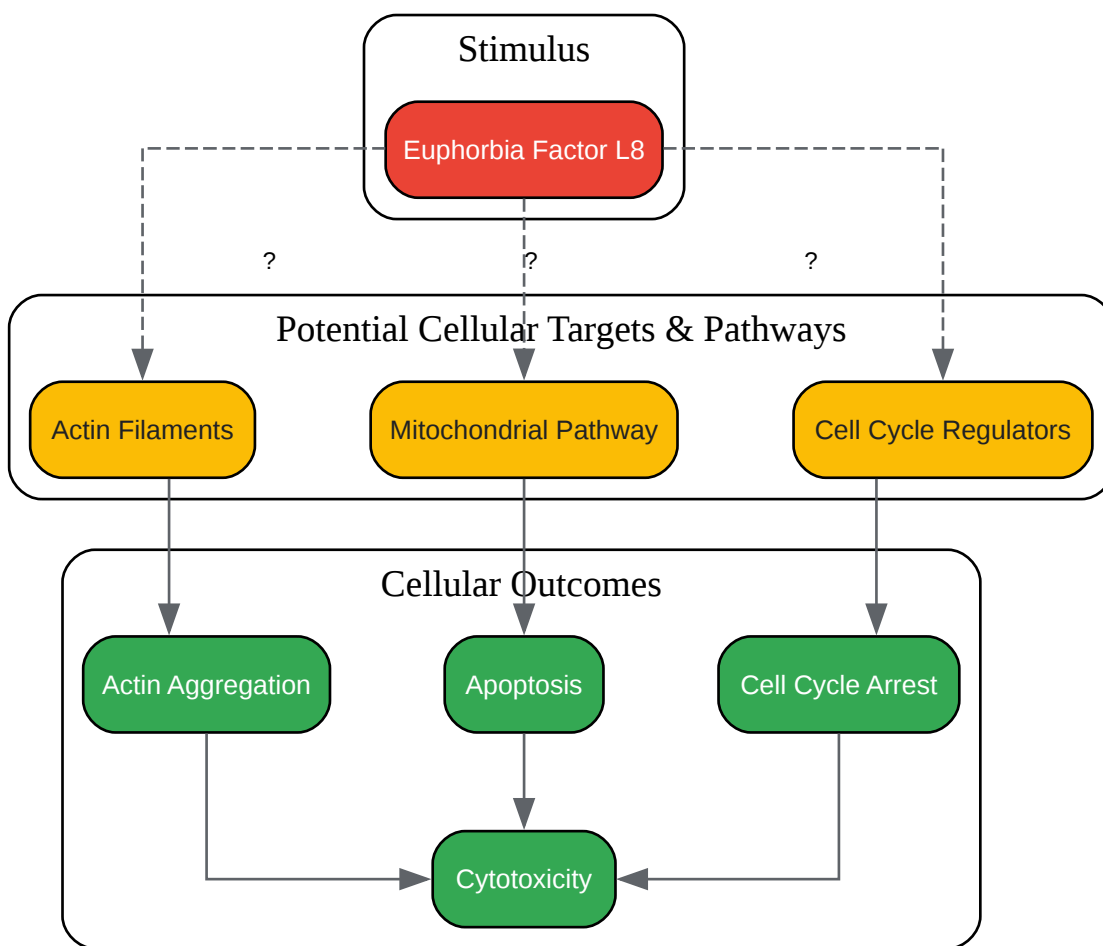 Stimulus
Euphorbia Factor L8
? ? ?
Potential Cellular Targets & Pathways
Actin Filaments Mitochondrial Pathway Cell Cycle Regulators
Cellular Outcomes
Actin Aggregation Apoptosis Cell Cycle Arrest
Cytotoxicity